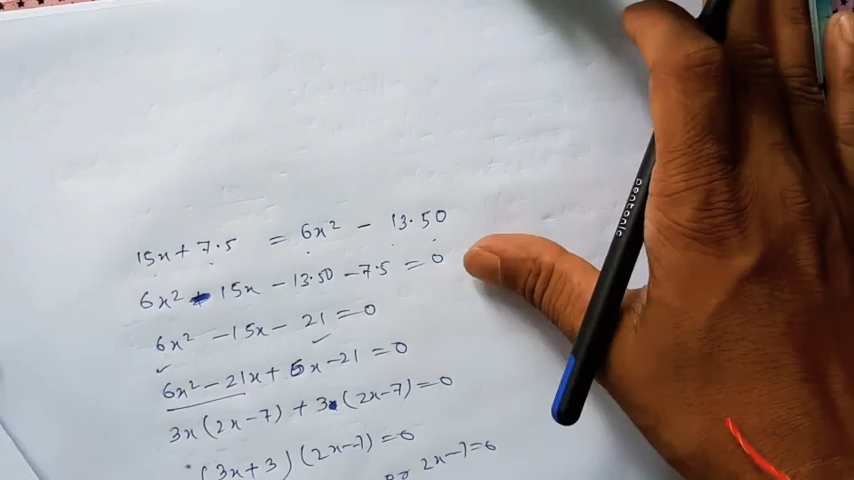 15x + 7.5 = 6x² - 13.50
6x² - 15x - 13.50 - 7.5 = 0
6x² - 15x - 21 = 0
6x² - 21x + 6x - 21 = 0
3x(2x-7) + 3(2x-7) = 0
(3x+3)(2x-7) = 0
or 2x-7=0